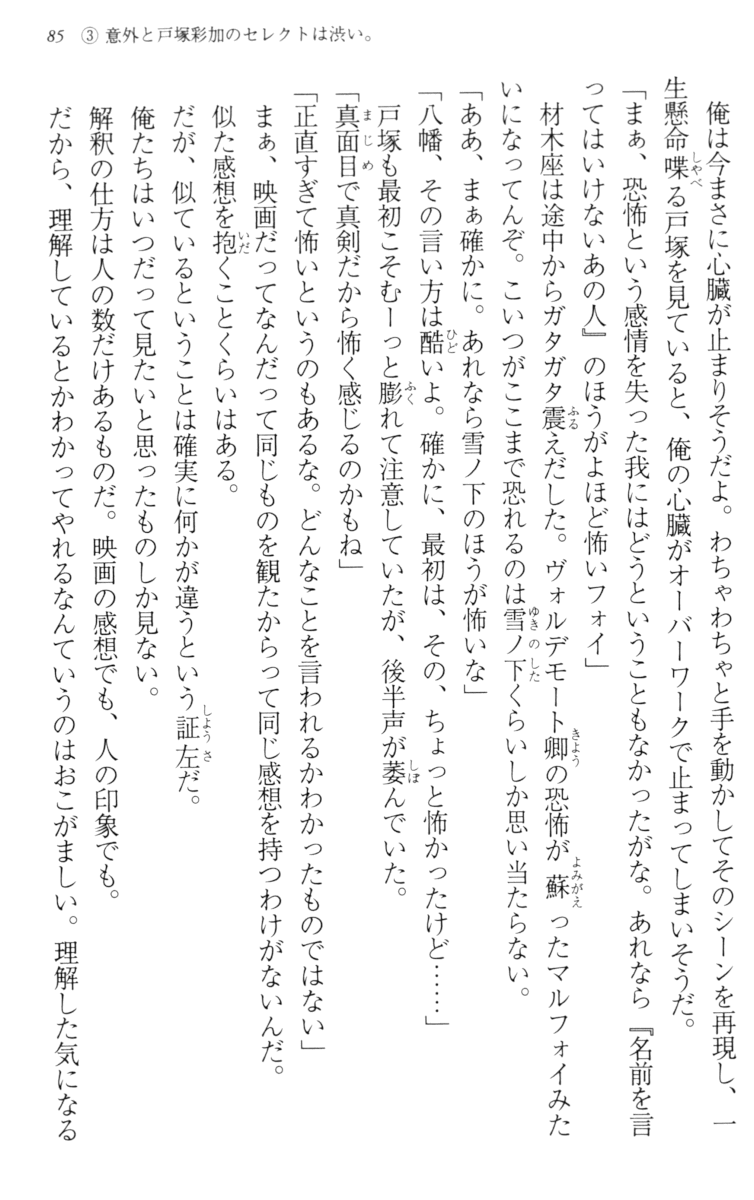 85　③ 意外と戸塚彩加のセレクトは渋い。
俺は今まさに心臓が止まりそうだよ。わちゃわちゃと手を動かしてそのシーンを再現し、一
生懸命喋る戸塚を見ていると、俺の心臓がオーバーワークで止まってしまいそうだ。
「まぁ、恐怖という感情を失った我にはどうということもなかったがな。あれなら『名前を言
ってはいけないあの人』のほうがよほど怖いフォイ」
材木座は途中からガタガタ震えだした。ヴォルデモート卿の恐怖が蘇ったマルフォイみた
いになってんぞ。こいつがここまで恐れるのは雪ノ下くらいしか思い当たらない。
「ああ、まぁ確かに。あれなら雪ノ下のほうが怖いな」
「八幡、その言い方は酷いよ。確かに、最初は、その、ちょっと怖かったけど……」
戸塚も最初こそむーっと膨れて注意していたが、後半声が萎んでいた。
「真面目で真剣だから怖く感じるのかもね」
「正直すぎて怖いというのもあるな。どんなことを言われるかわかったものではない」
まぁ、映画だってなんだって同じものを観たからって同じ感想を持つわけがないんだ。
似た感想を抱くことくらいはある。
だが、似ているということは確実に何かが違うという証左だ。
俺たちはいつだって見たいと思ったものしか見ない。
解釈の仕方は人の数だけあるものだ。映画の感想でも、人の印象でも。
だから、理解しているとかわかってやれるなんていうのはおこがましい。理解した気になる